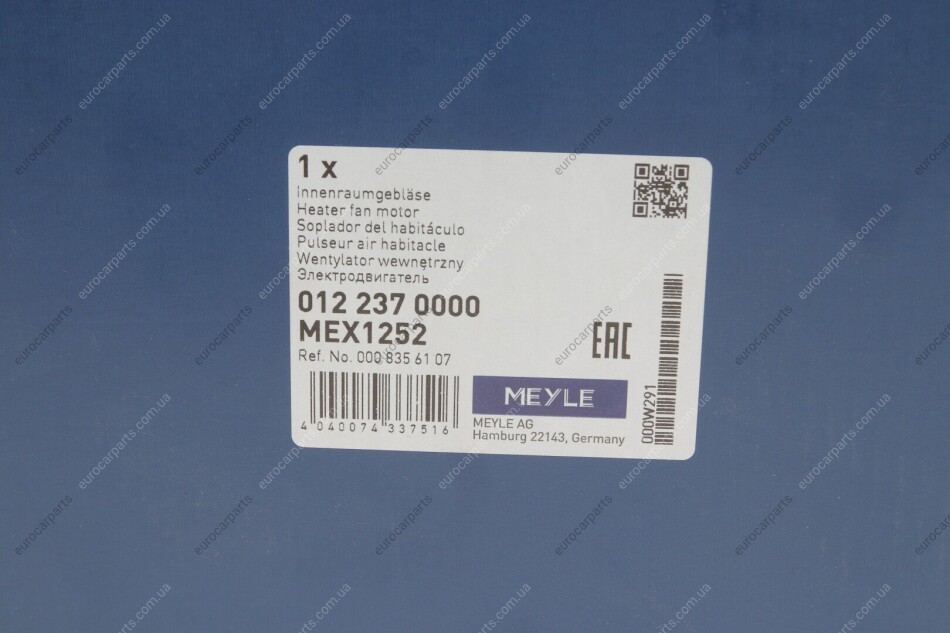 1 x
Innenraumgebläse
Heater fan motor
Soplador del habitáculo
Pulseur air habitacle
Wentylator wewnętrzny
Электродвигатель
012 237 0000
MEX1252
Ref. No. 000 835 61 07
4 040074 337516
EAC
MEYLE
MEYLE AG
Hamburg 22143, Germany
000W291
eurocarparts.com.ua